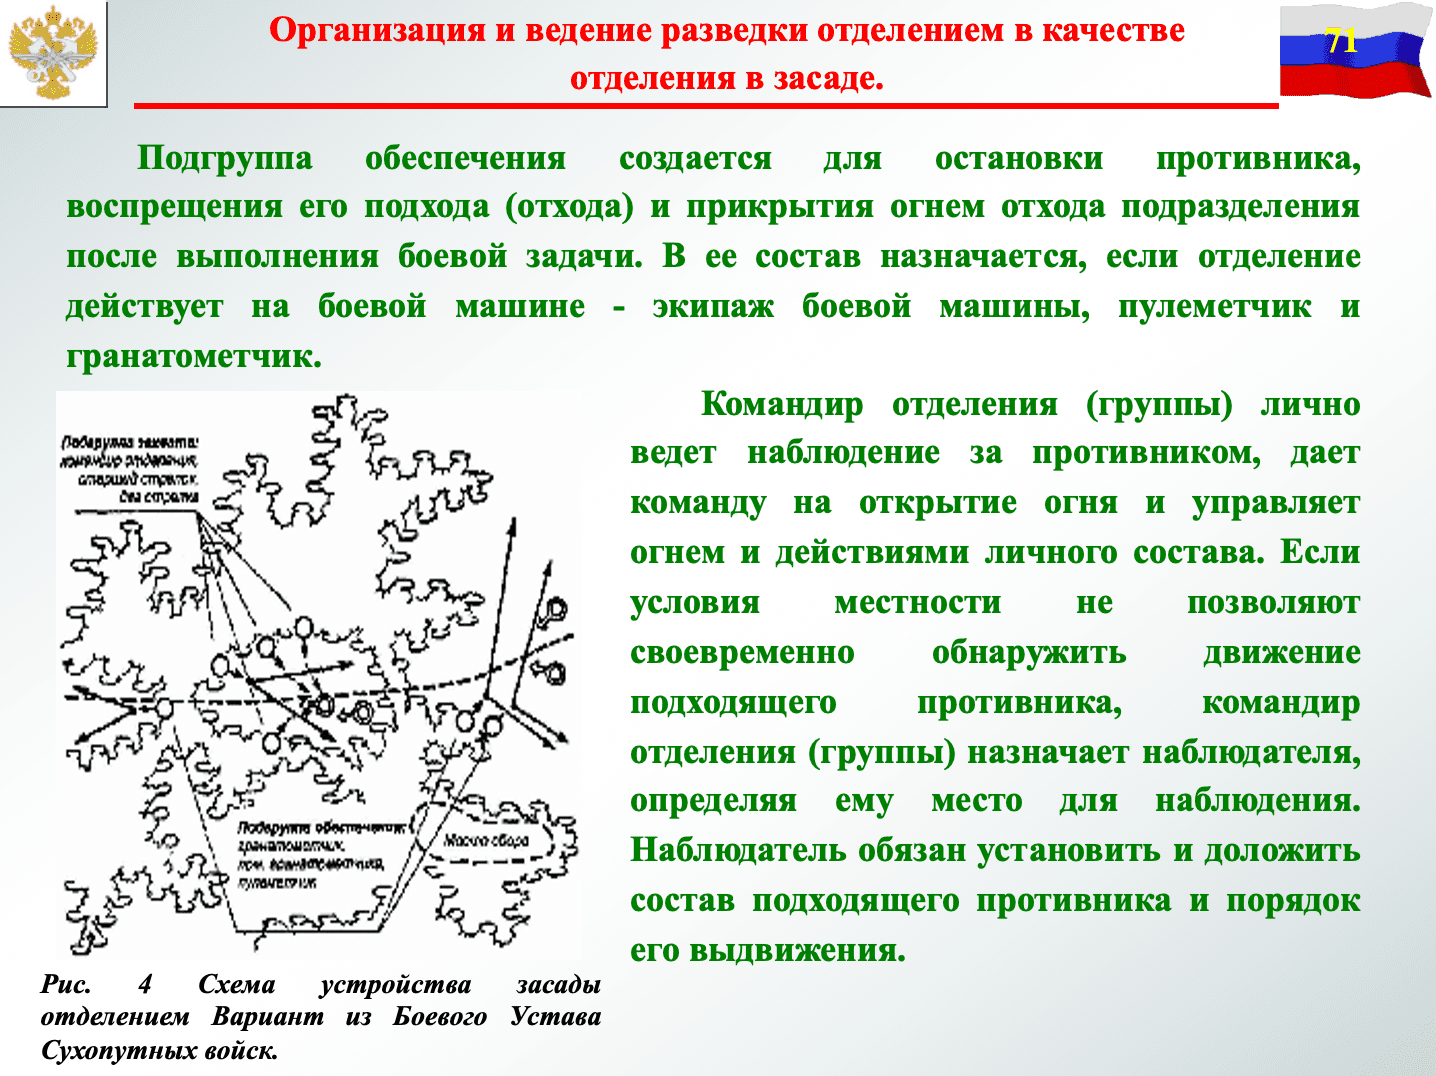 Организация и ведение разведки отделением в качестве
отделения в засаде.
71
Подгруппа обеспечения создается для остановки противника,
воспрещения его подхода (отхода) и прикрытия огнем отхода подразделения
после выполнения боевой задачи. В ее состав назначается, если отделение
действует на боевой машине - экипаж боевой машины, пулеметчик и
гранатометчик.
Подгруппа захвата:
командир отделения,
старший стрелок,
два стрелка
Подгруппа обеспечения:
гранатометчик,
пом. гранатометчика,
пулеметчик
Место сбора
Рис. 4 Схема устройства засады
отделением Вариант из Боевого Устава
Сухопутных войск.
Командир отделения (группы) лично
ведет наблюдение за противником, дает
команду на открытие огня и управляет
огнем и действиями личного состава. Если
условия местности не позволяют
своевременно обнаружить движение
подходящего противника, командир
отделения (группы) назначает наблюдателя,
определяя ему место для наблюдения.
Наблюдатель обязан установить и доложить
состав подходящего противника и порядок
его выдвижения.